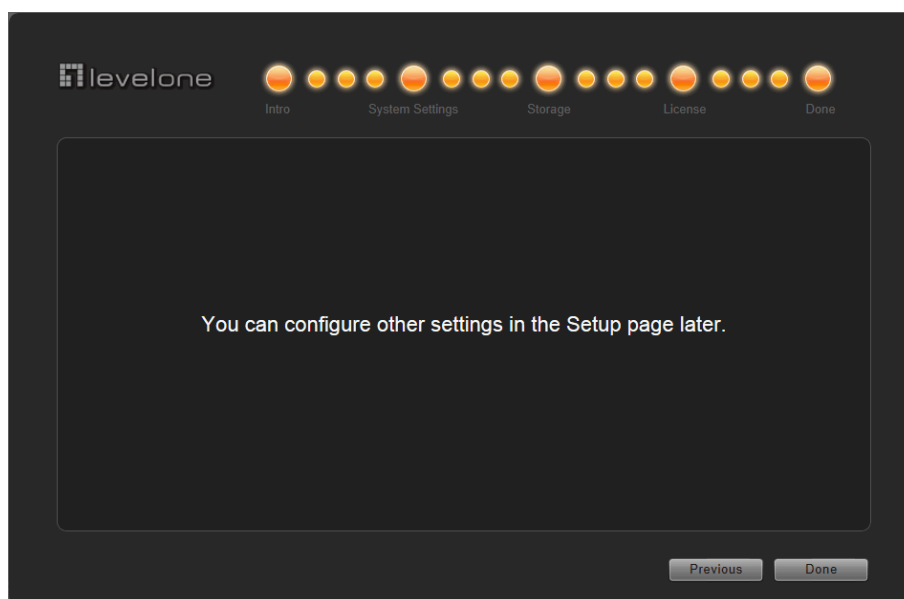 levelone
Intro
System Settings
Storage
License
Done
You can configure other settings in the Setup page later.
Previous
Done